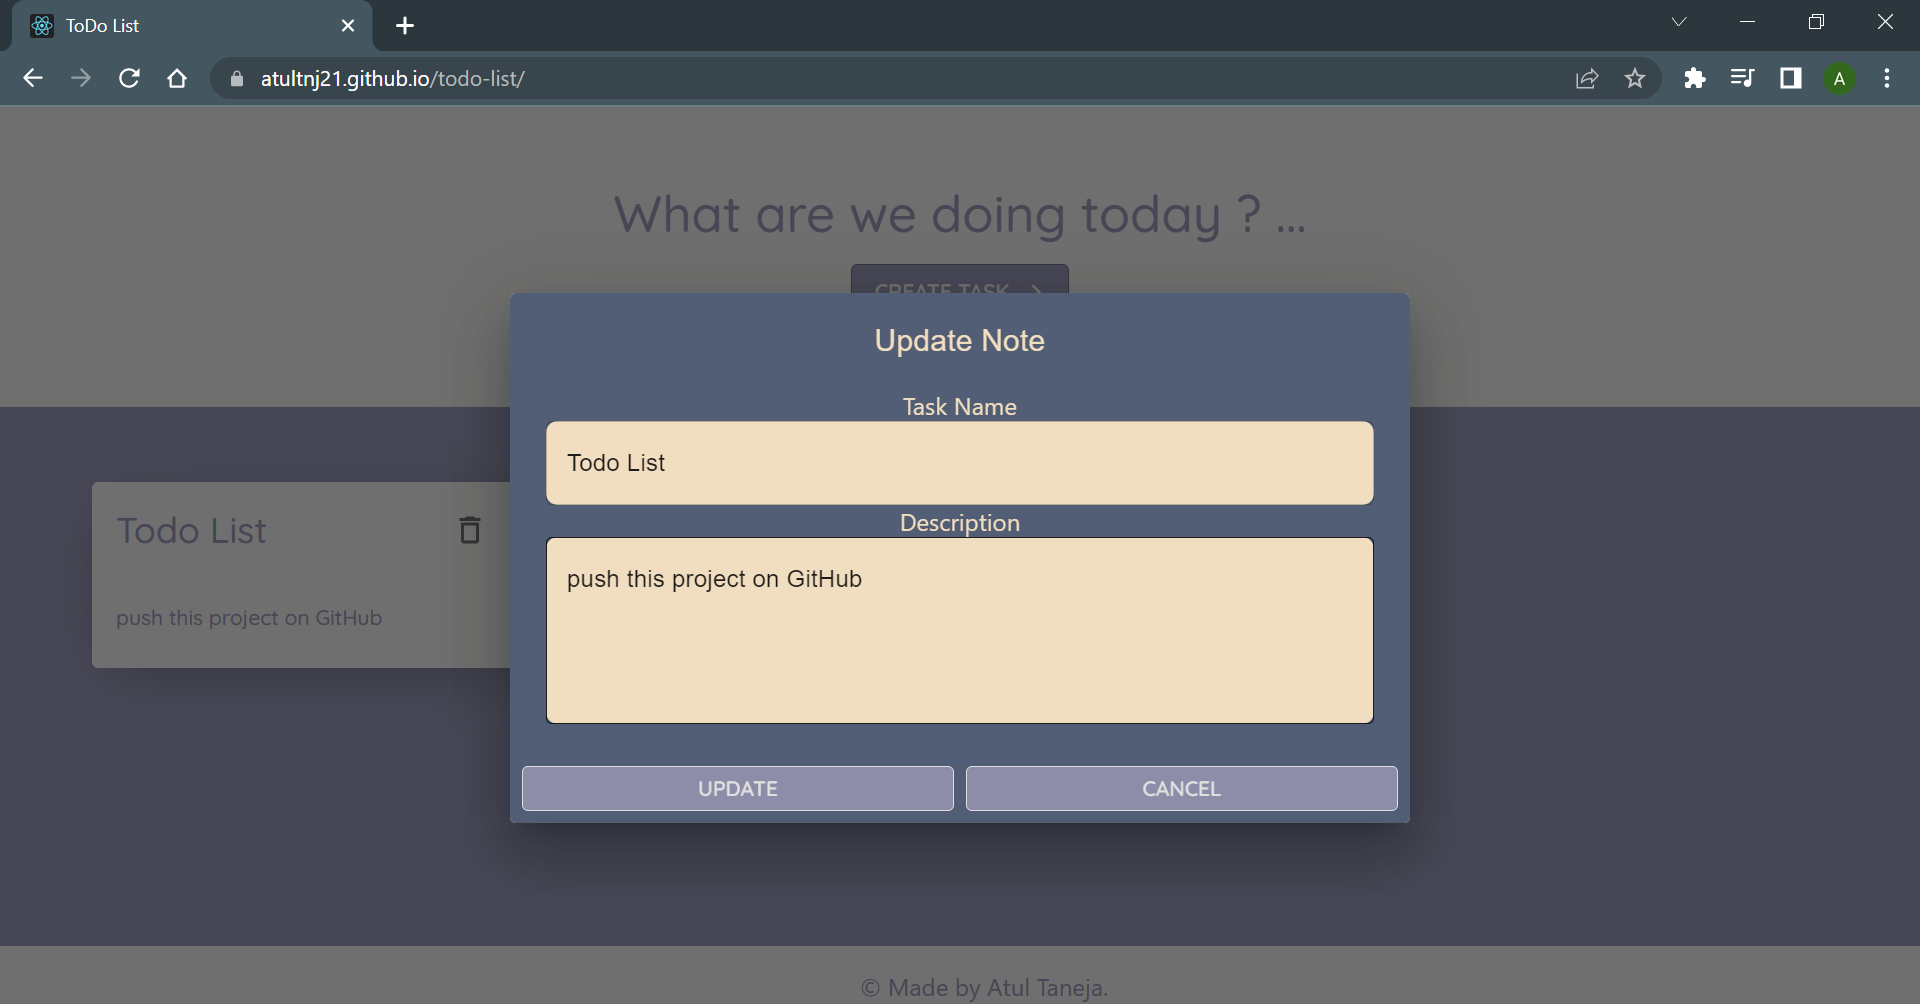 ToDo List
atultnj21.github.io/todo-list/
A
What are we doing today ? ...
CREATE TASK
Update Note
Task Name
Todo List
Description
push this project on GitHub
UPDATE
CANCEL
Todo List
push this project on GitHub
© Made by Atul Taneja.